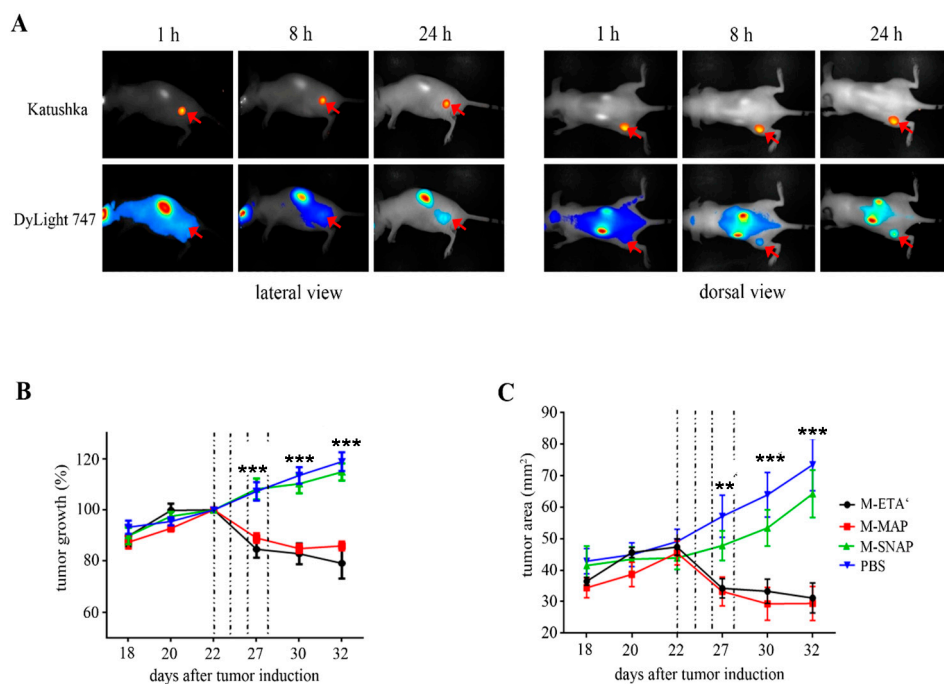 A
1 h 8 h 24 h 1 h 8 h 24 h
Katushka
DyLight 747
lateral view dorsal view
B
C
tumor growth (%)
120
100
80
60
*** *** ***
18 20 22 27 30 32
days after tumor induction
tumor area (mm²)
90
80
70
60
50
40
30
20
** *** ***
18 20 22 27 30 32
days after tumor induction
M-ETA‘
M-MAP
M-SNAP
PBS